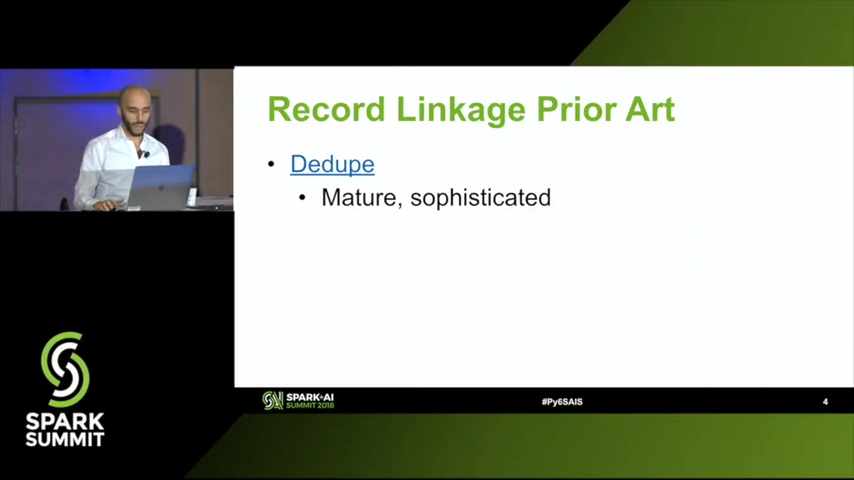 Record Linkage Prior Art
• Dedupe
• Mature, sophisticated
SPARK SUMMIT
SPARK+AI
SUMMIT 2018
#Py6SAIS
4